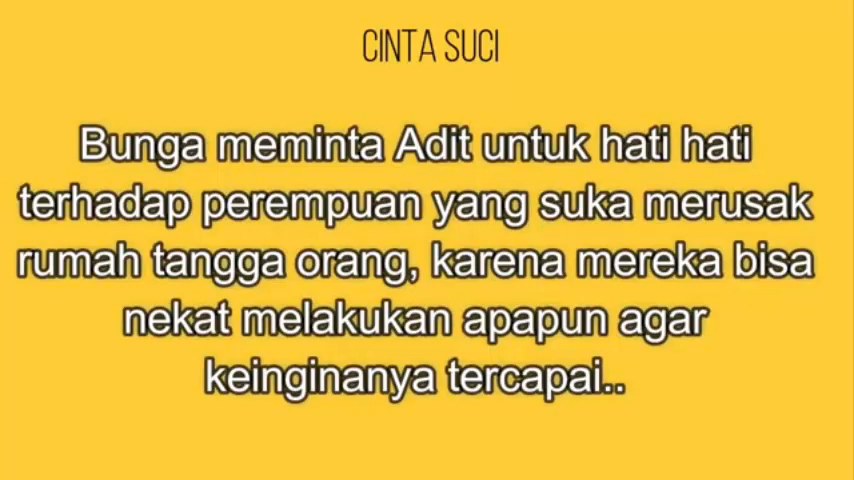 CINTA SUCI
Bunga meminta Adit untuk hati hati
terhadap perempuan yang suka merusak
rumah tangga orang, karena mereka bisa
nekat melakukan apapun agar
keinginanya tercapai..